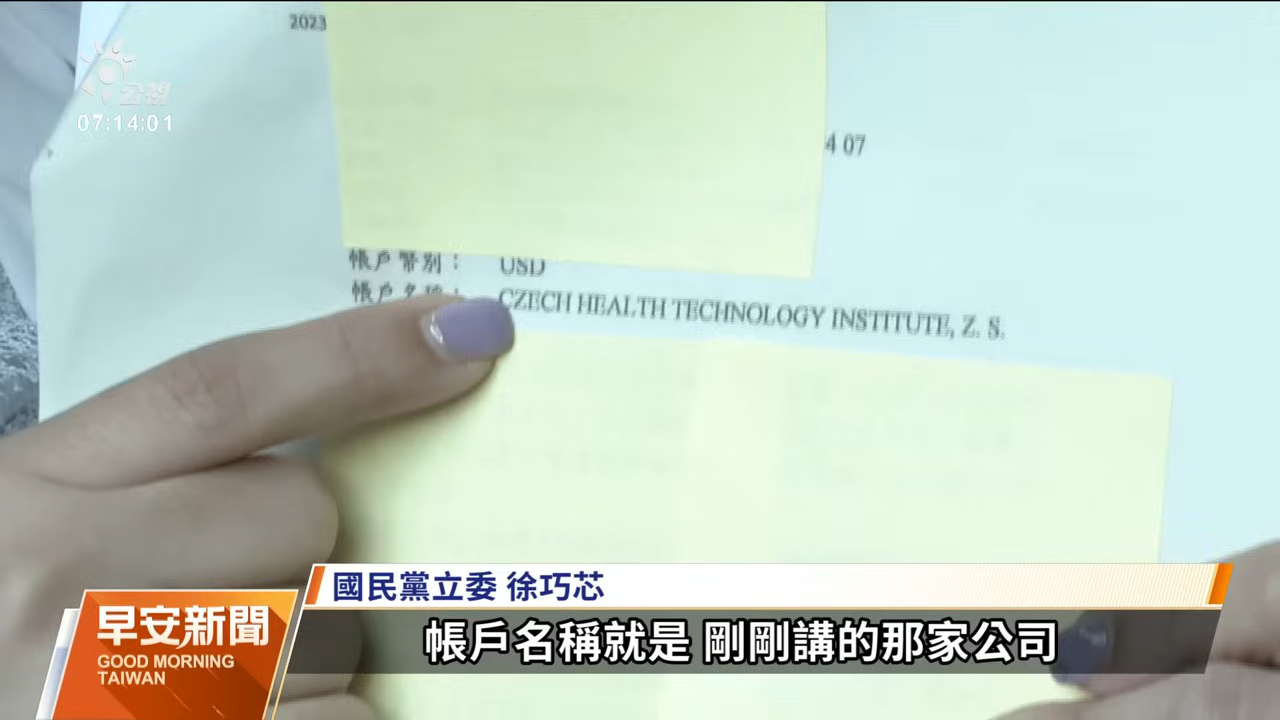 2023
公視
07:14:01
4 07
帳戶幣別： USD
帳戶名稱： CZECH HEALTH TECHNOLOGY INSTITUTE, Z. S.
國民黨立委 徐巧芯
帳戶名稱就是 剛剛講的那家公司
早安新聞
GOOD MORNING
TAIWAN